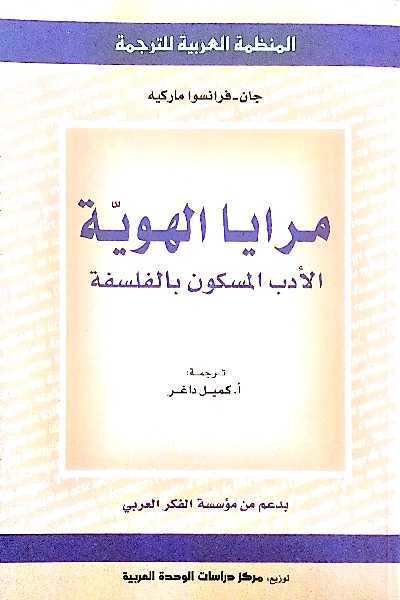 المنظمة العربية للترجمة
جان-فرانسوا ماركيه
مرايا الهويّة
الأدب المسكون بالفلسفة
ترجمة:
أ. كميل داغر
بدعم من مؤسسة الفكر العربي
توزيع: مركز دراسات الوحدة العربية